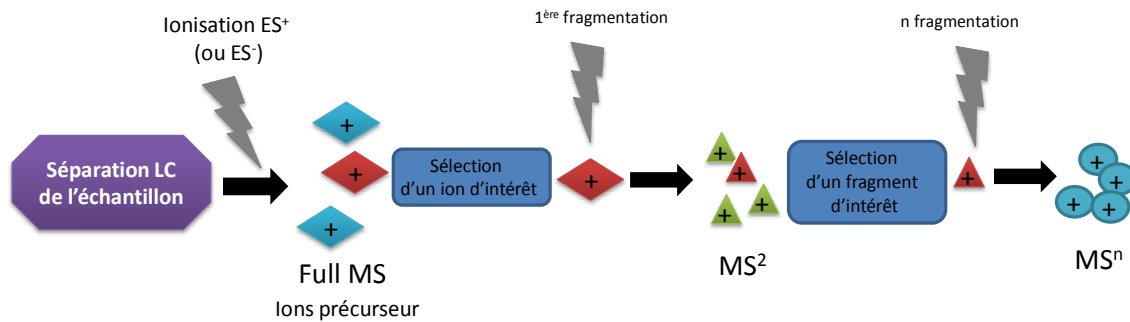 Ionisation ES⁺
(ou ES⁻)
1ère fragmentation
n fragmentation
Séparation LC
de l'échantillon
+
+
+
Sélection
d'un ion d'intérêt
+
+
+
+
+
Sélection
d'un fragment
d'intérêt
+
+
+
+
+
+
Full MS
Ions précurseur
MS²
MSⁿ